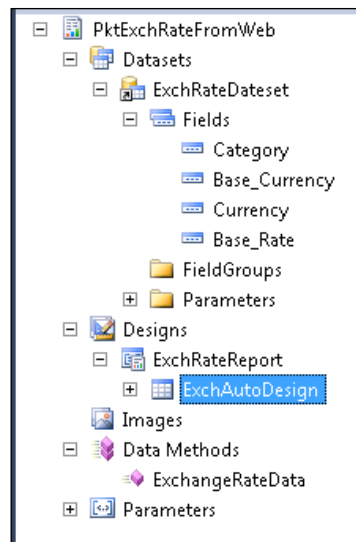 PktExchRateFromWeb
Datasets
ExchRateDateset
Fields
Category
Base_Currency
Currency
Base_Rate
FieldGroups
Parameters
Designs
ExchRateReport
ExchAutoDesign
Images
Data Methods
ExchangeRateData
Parameters